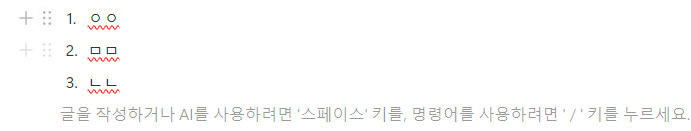 1. ㅇㅇ
2. ㅁㅁ
3. ㄴㄴ
글을 작성하거나 AI를 사용하려면 '스페이스' 키를, 명령어를 사용하려면 ' / ' 키를 누르세요.